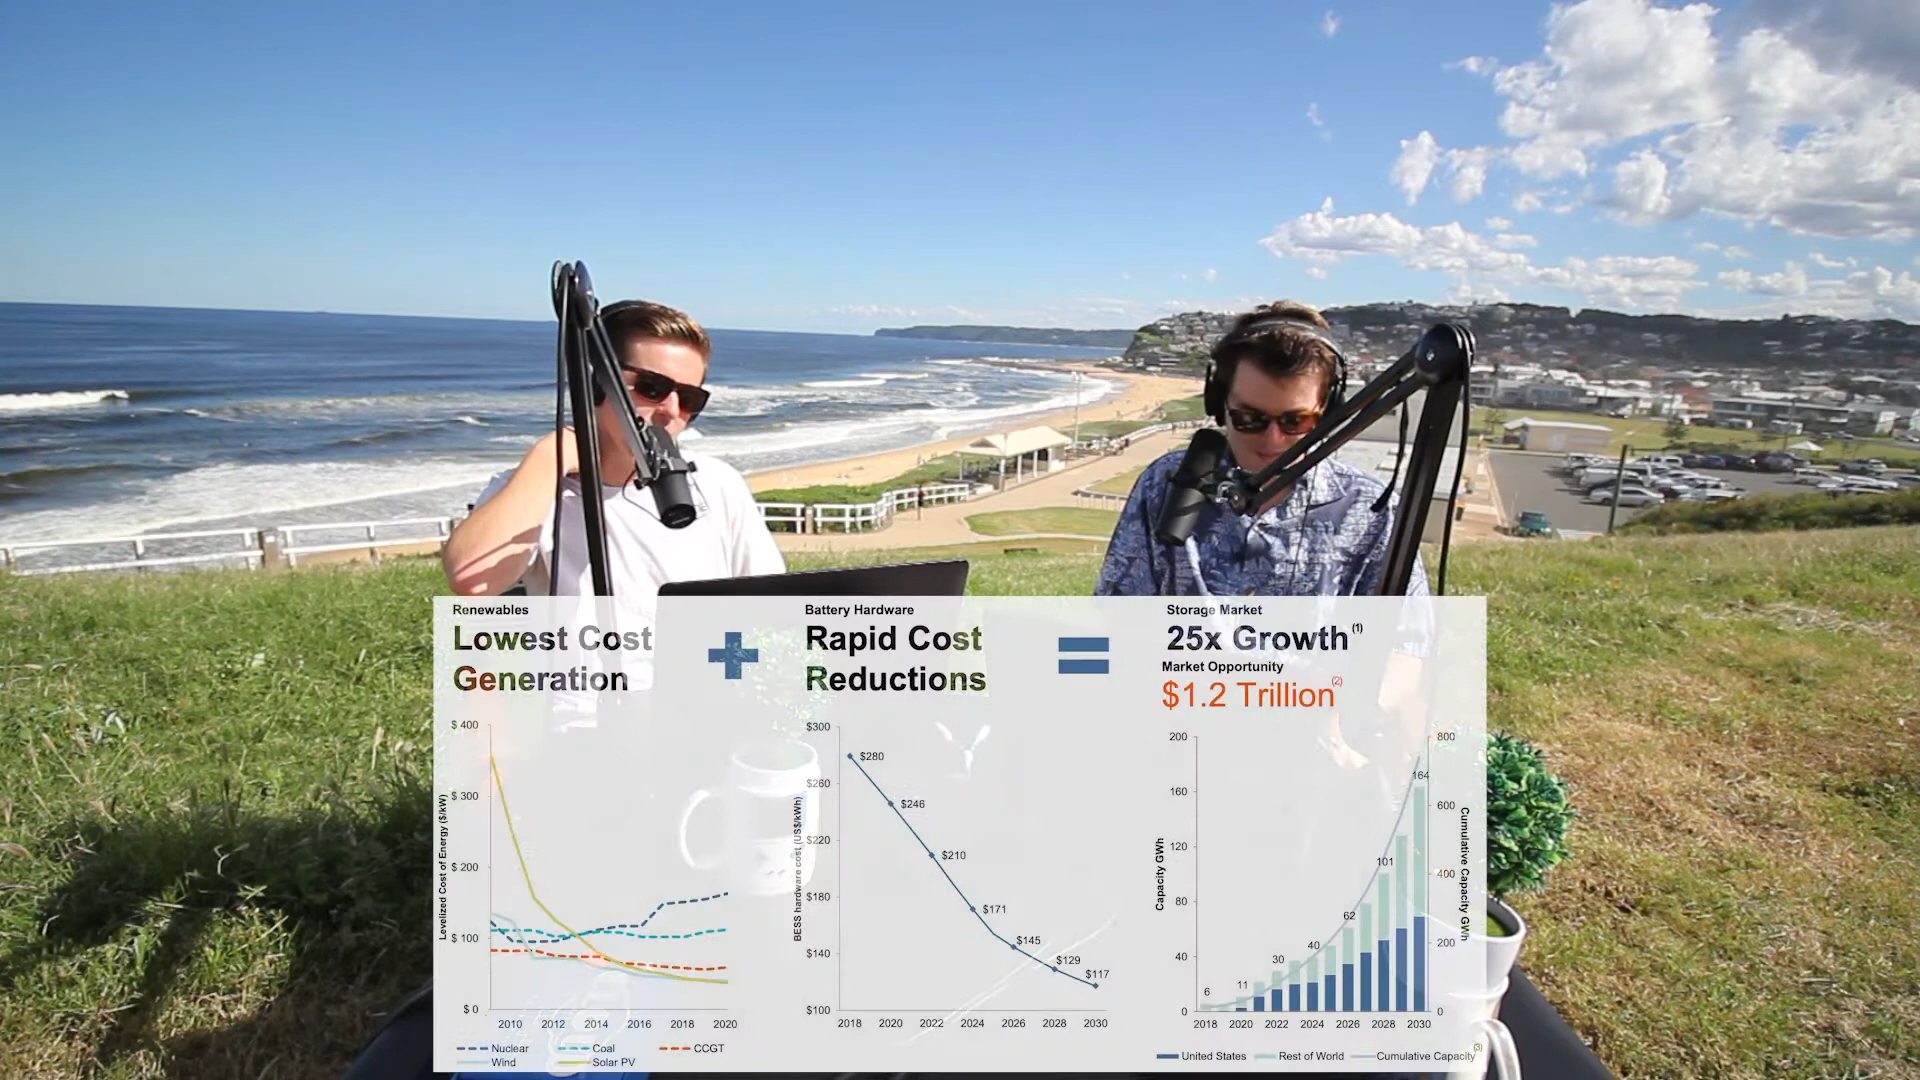 Renewables
Lowest Cost
Generation
$ 400
$ 300
$ 200
$ 100
$ 0
Levelized Cost of Energy ($/kW)
2010 2012 2014 2016 2018 2020
Nuclear Coal CCGT
Wind Solar PV
Battery Hardware
Rapid Cost
Reductions
$300
$260
$220
$180
$140
$100
BESS hardware cost (US$/kWh)
$280
$246
$210
$171
$145
$129
$117
2018 2020 2022 2024 2026 2028 2030
Storage Market
25x Growth(1)
Market Opportunity
$1.2 Trillion(2)
200
160
120
80
40
0
Capacity GWh
6
11
30
40
62
101
164
800
600
400
200
0
Cumulative Capacity GWh
2018 2020 2022 2024 2026 2028 2030
United States Rest of World Cumulative Capacity(3)